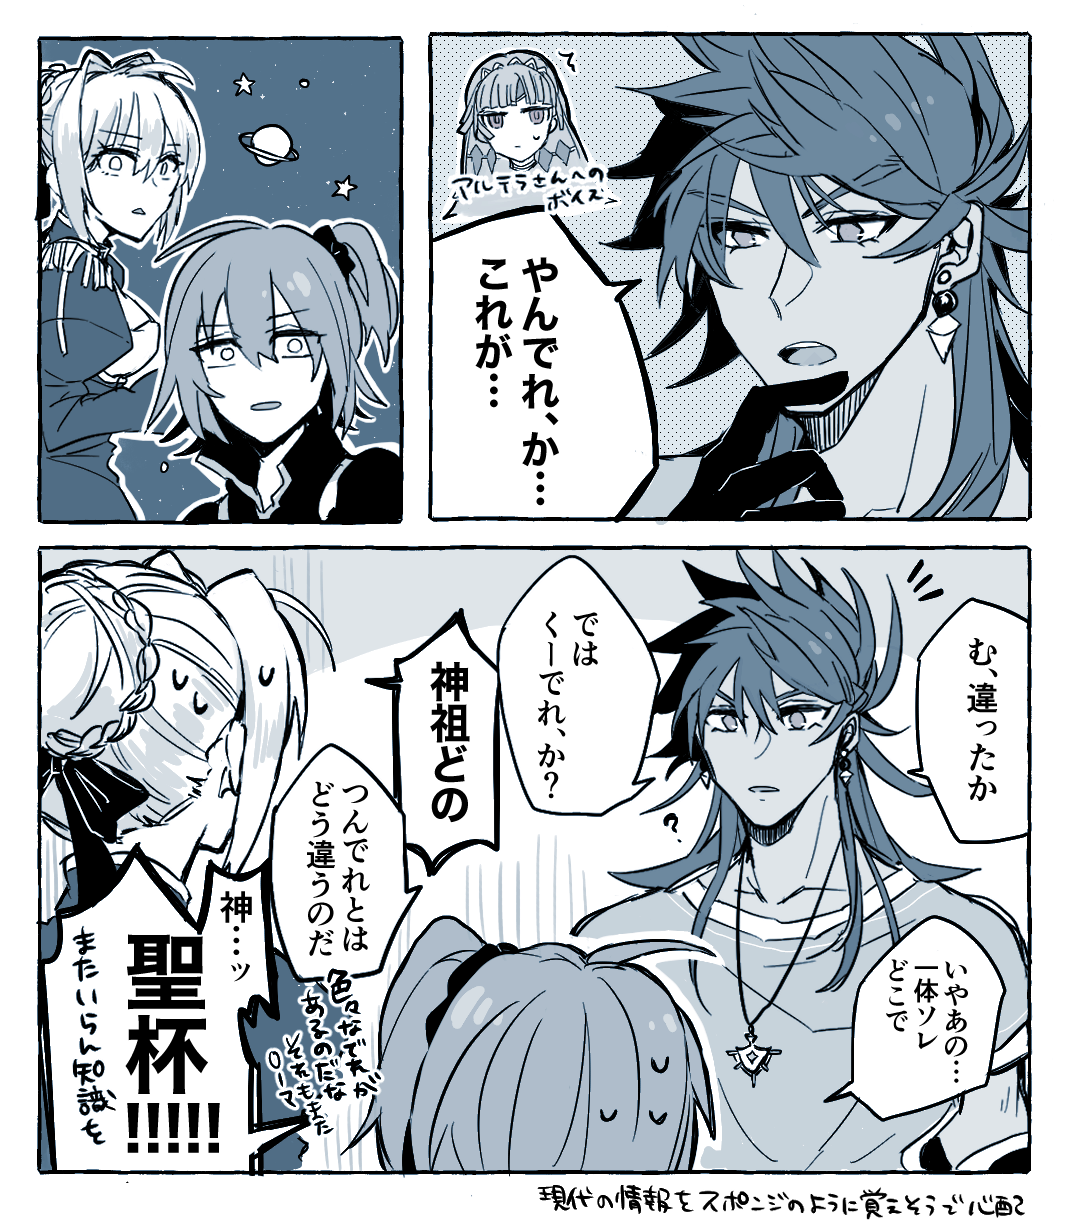 アルテラさんへの
ボイス
やんでれ、か…
これが…
む、違ったか
では
くーでれ、か？
神祖どの
つんでれとは
どう違うのだ
色々なでれが
あるのだな
それもまた
ローマ
いやあの…
一体ソレ
どこで
神…ッ
聖杯
!!!!!
またいらん知識を
現代の情報をスポンジのように覚えそうで心配